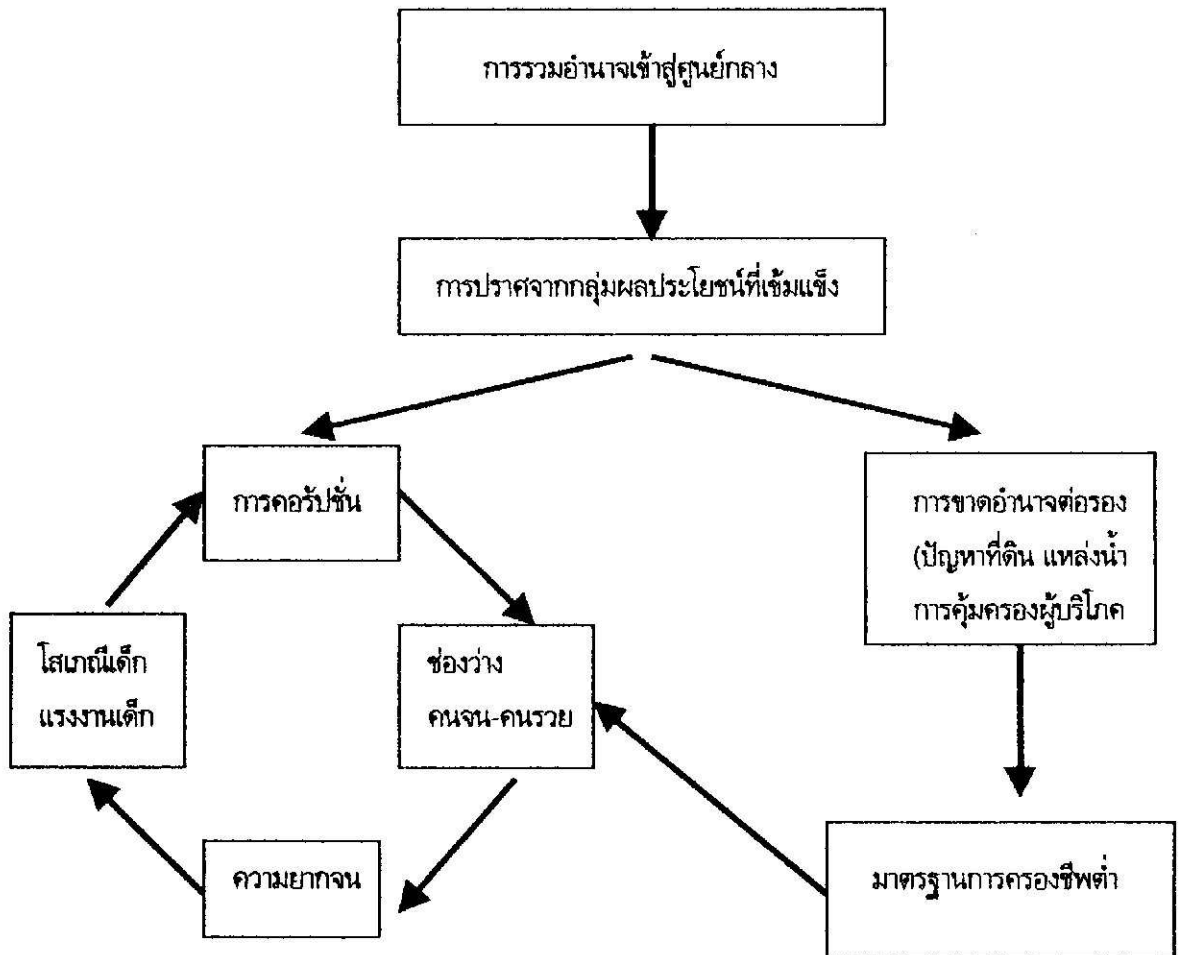 การรวมอำนาจเข้าสู่ศูนย์กลาง
การปราศจากกลุ่มผลประโยชน์ที่เข้มแข็ง
การคอรัปชั่น
การขาดอำนาจต่อรอง
(ปัญหาที่ดิน แหล่งน้ำ
การคุ้มครองผู้บริโภค
โสเภณีเด็ก
แรงงานเด็ก
ช่องว่าง
คนจน-คนรวย
ความยากจน
มาตรฐานการครองชีพต่ำ